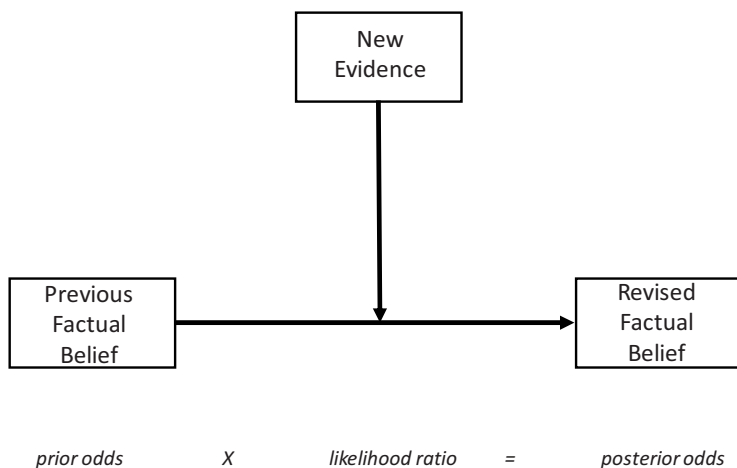 New
Evidence
Previous
Factual
Belief
Revised
Factual
Belief
prior odds X likelihood ratio = posterior odds